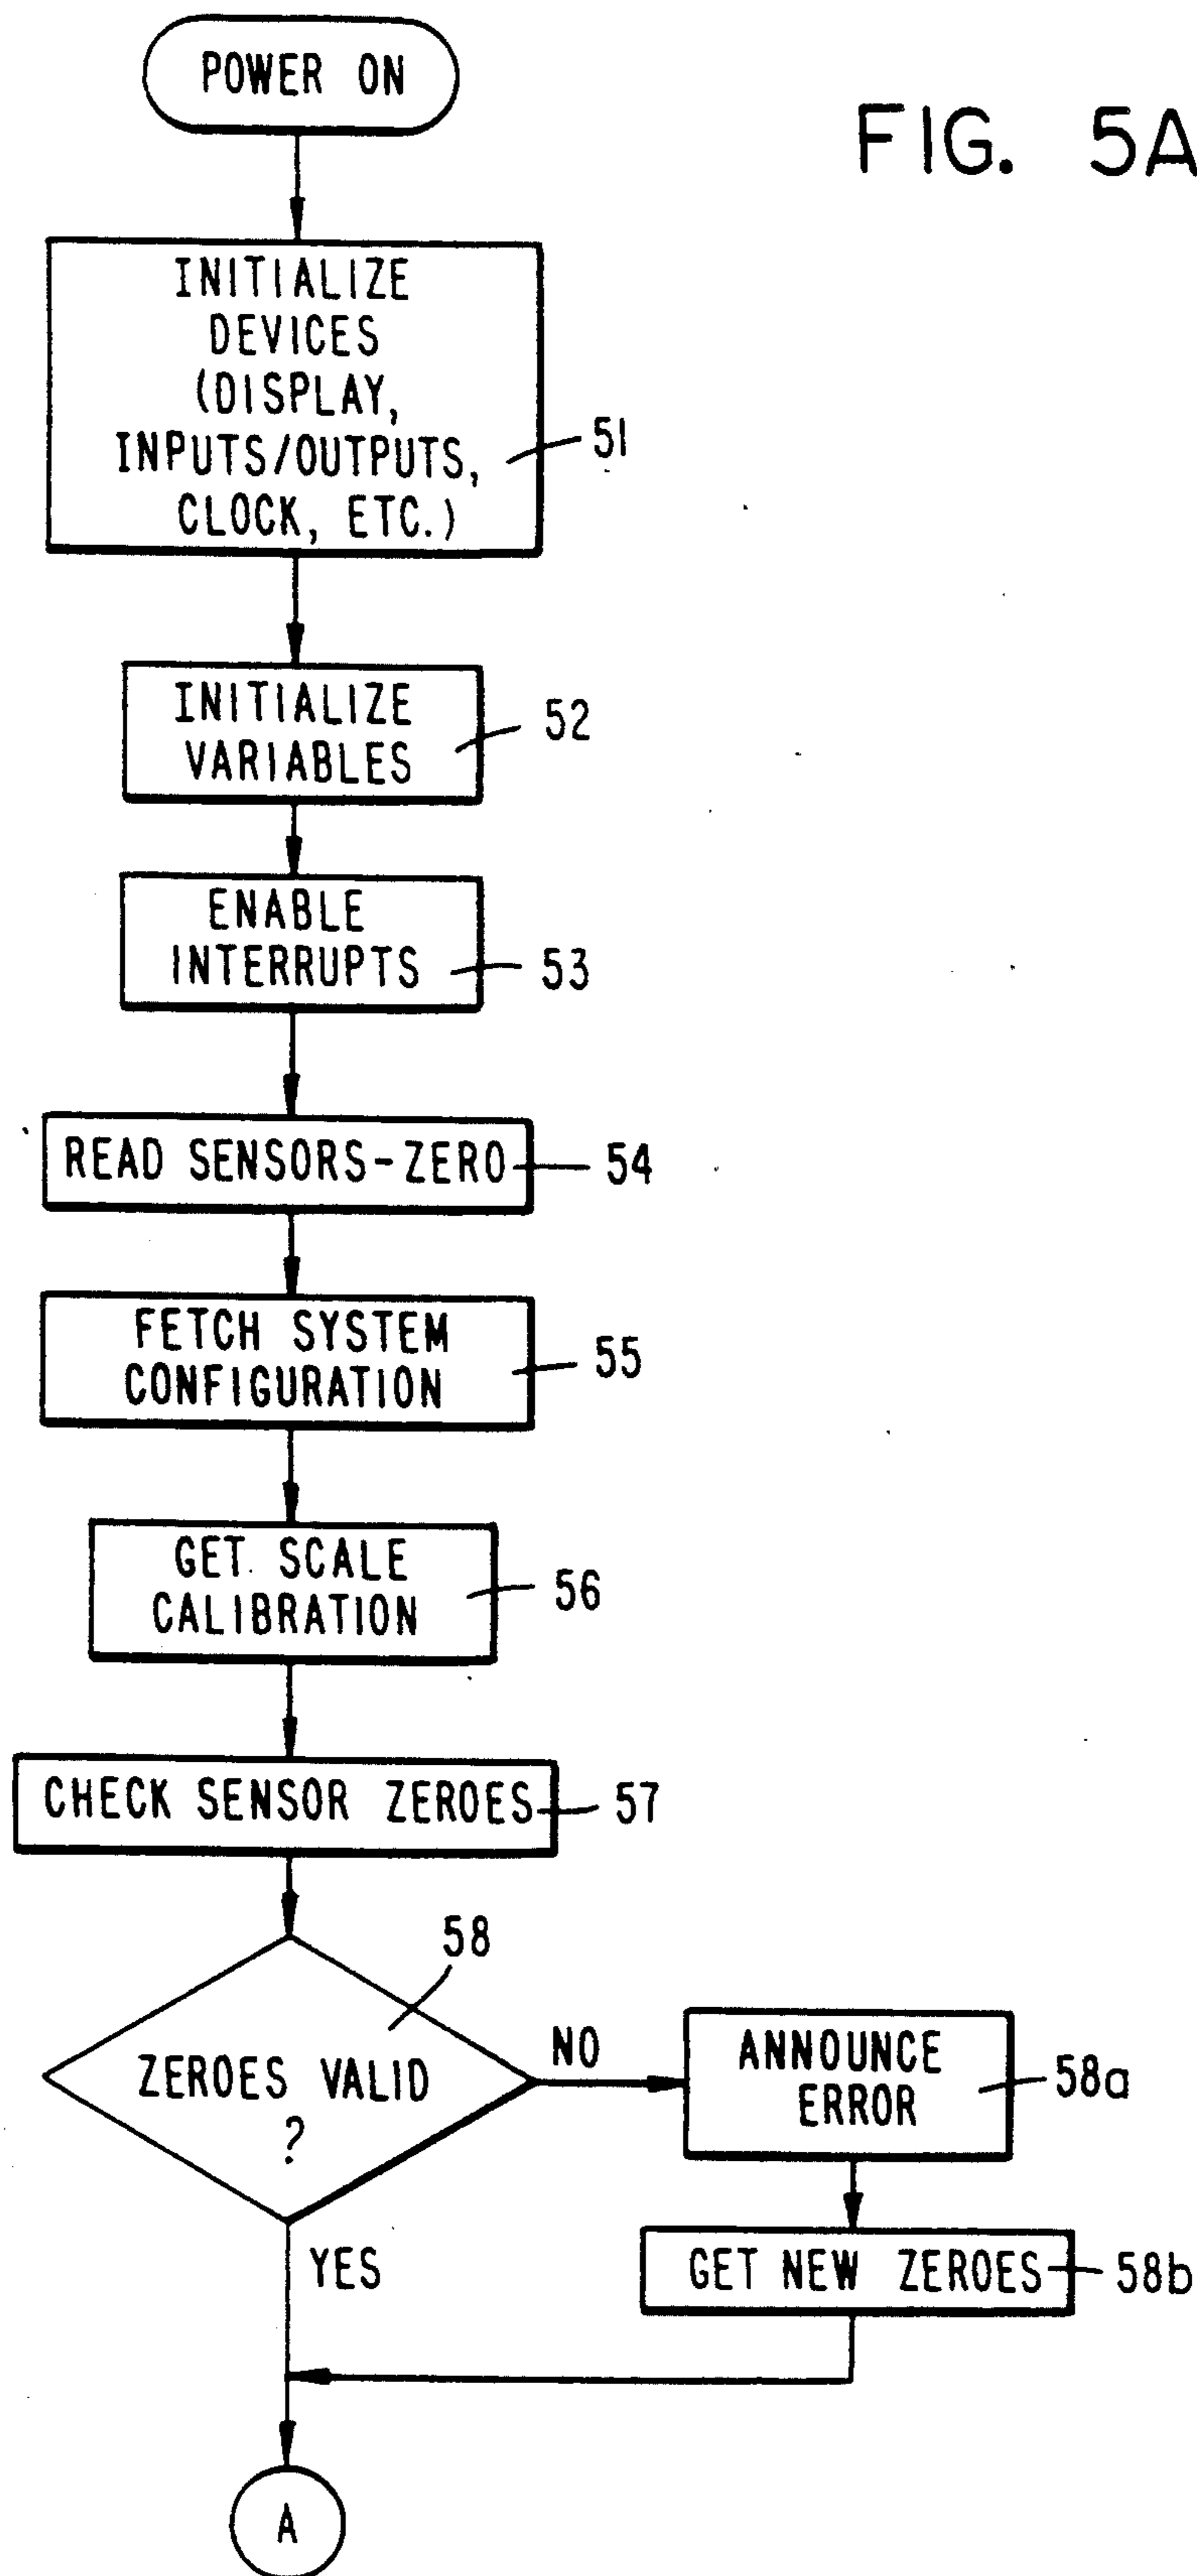 POWER ON
FIG. 5A
INITIALIZE
DEVICES
(DISPLAY,
INPUTS/OUTPUTS,
CLOCK, ETC.)
51
INITIALIZE
VARIABLES
52
ENABLE
INTERRUPTS
53
READ SENSORS-ZERO
54
FETCH SYSTEM
CONFIGURATION
55
GET SCALE
CALIBRATION
56
CHECK SENSOR ZEROES
57
58
ZEROES VALID
?
NO
ANNOUNCE
ERROR
58a
YES
GET NEW ZEROES
58b
A